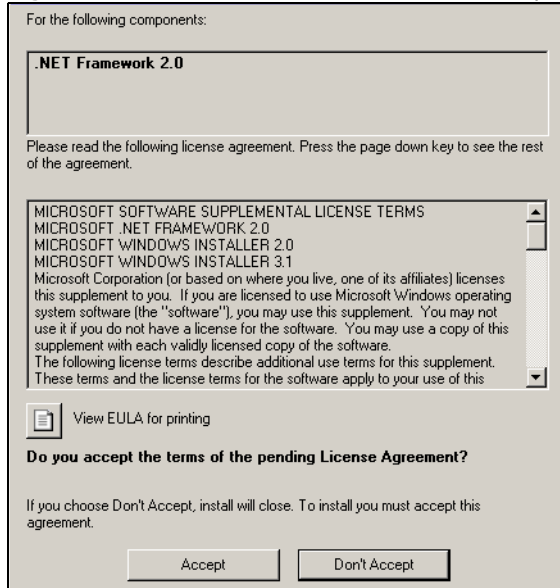 For the following components:
.NET Framework 2.0
Please read the following license agreement. Press the page down key to see the rest
of the agreement.
MICROSOFT SOFTWARE SUPPLEMENTAL LICENSE TERMS
MICROSOFT .NET FRAMEWORK 2.0
MICROSOFT WINDOWS INSTALLER 2.0
MICROSOFT WINDOWS INSTALLER 3.1
Microsoft Corporation (or based on where you live, one of its affiliates) licenses
this supplement to you.  If you are licensed to use Microsoft Windows operating
system software (the "software"), you may use this supplement.  You may not
use it if you do not have a license for the software.  You may use a copy of this
supplement with each validly licensed copy of the software.
The following license terms describe additional use terms for this supplement.
These terms and the license terms for the software apply to your use of this
View EULA for printing
Do you accept the terms of the pending License Agreement?
If you choose Don't Accept, install will close. To install you must accept this
agreement.
Accept
Don't Accept